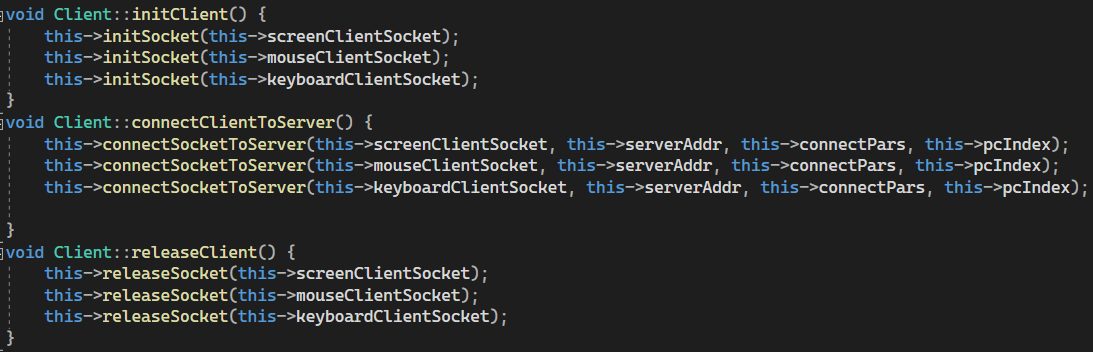 void Client::initClient() {
    this->initSocket(this->screenClientSocket);
    this->initSocket(this->mouseClientSocket);
    this->initSocket(this->keyboardClientSocket);
}
void Client::connectClientToServer() {
    this->connectSocketToServer(this->screenClientSocket, this->serverAddr, this->connectPars, this->pcIndex);
    this->connectSocketToServer(this->mouseClientSocket, this->serverAddr, this->connectPars, this->pcIndex);
    this->connectSocketToServer(this->keyboardClientSocket, this->serverAddr, this->connectPars, this->pcIndex);
}
void Client::releaseClient() {
    this->releaseSocket(this->screenClientSocket);
    this->releaseSocket(this->mouseClientSocket);
    this->releaseSocket(this->keyboardClientSocket);
}